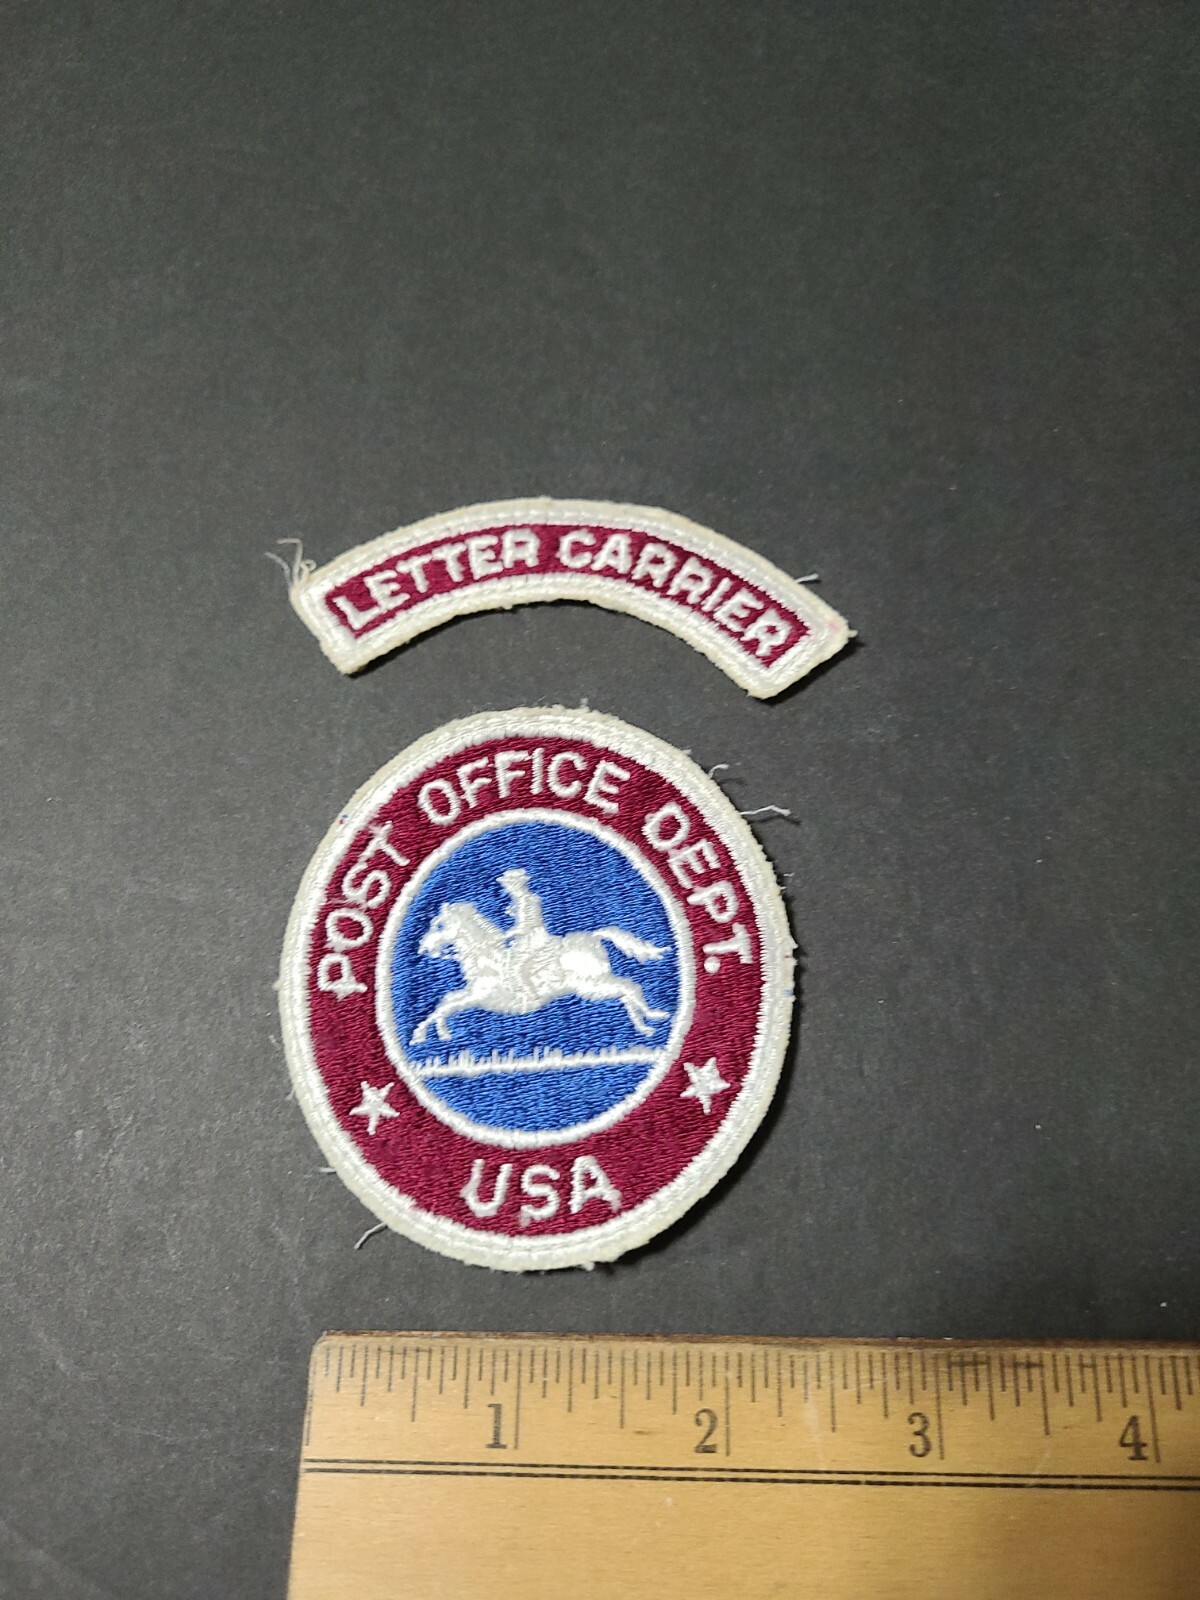 LETTER CARRIER
POST OFFICE DEPT.
USA
1 2 3 4